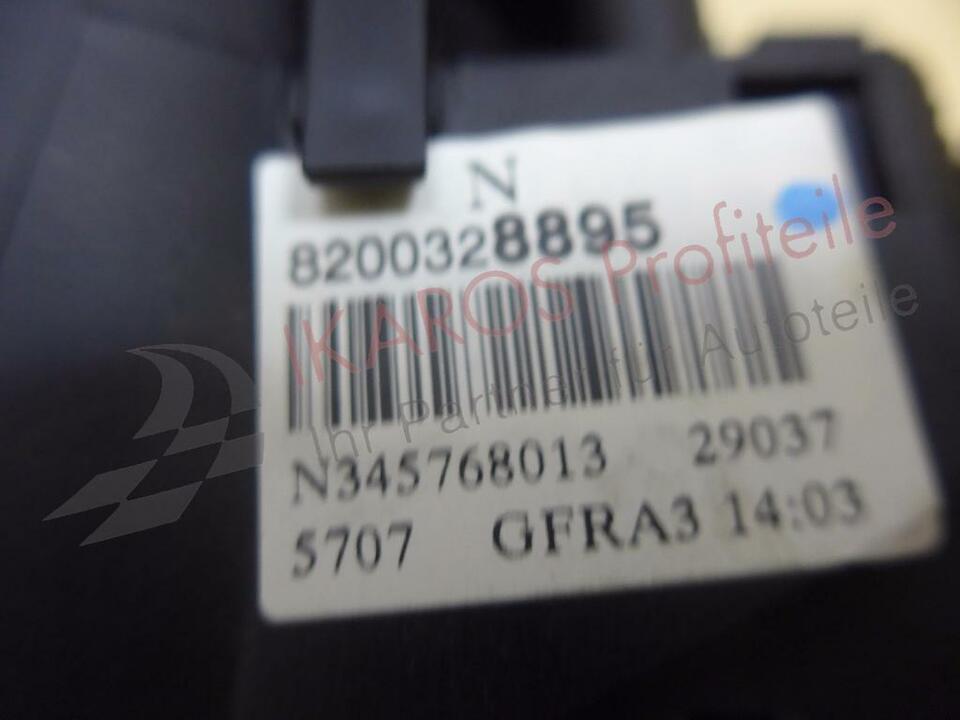 N
8200328895
IKAROS Profiteile
Ihr Partner für Autoteile
N345768013 29037
5707 GFRA3 14:03